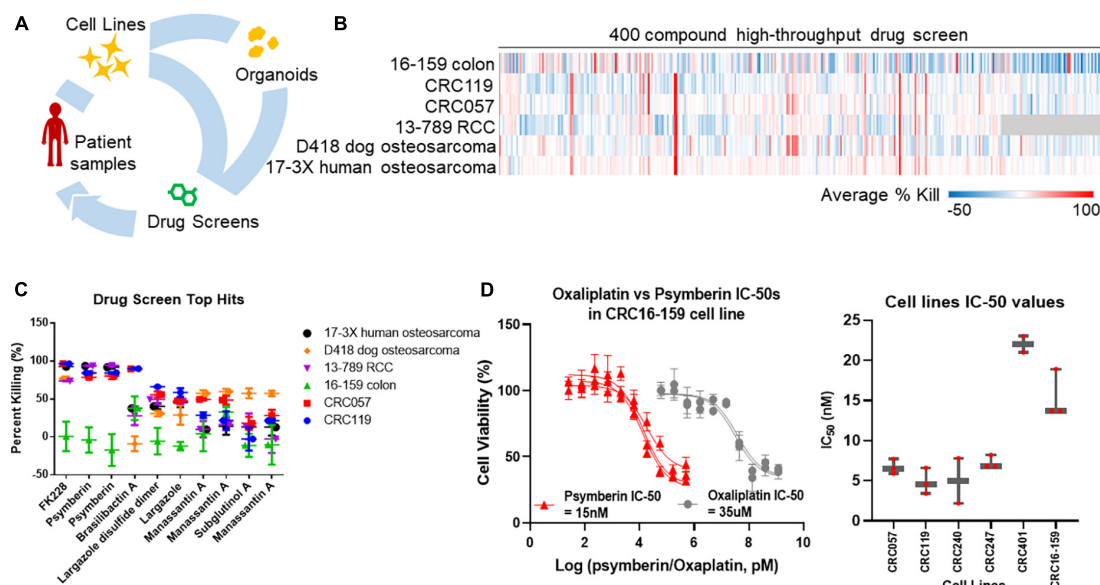 A
Cell Lines
Organoids
Patient
samples
Drug Screens
B
400 compound high-throughput drug screen
16-159 colon
CRC119
CRC057
13-789 RCC
D418 dog osteosarcoma
17-3X human osteosarcoma
Average % Kill
-50
100
C
Drug Screen Top Hits
Percent Killing (%)
150
100
50
0
-50
FK228
Psymberin
Psymberin
Brasilibactin A
Largazole disulfide dimer
Largazole
Manassantin A
Manassantin A
Subglutinol A
Manassantin A
17-3X human osteosarcoma
D418 dog osteosarcoma
13-789 RCC
16-159 colon
CRC057
CRC119
D
Oxaliplatin vs Psymberin IC-50s
in CRC16-159 cell line
Cell Viability (%)
150
100
50
0
0
2
4
6
8
10
Psymberin IC-50
= 15nM
Oxaliplatin IC-50
= 35uM
Log (psymberin/Oxaplatin, pM)
Cell lines IC-50 values
IC50 (nM)
25
20
15
10
5
0
CRC057
CRC119
CRC240
CRC247
CRC401
CRC16-159
Cell Lines